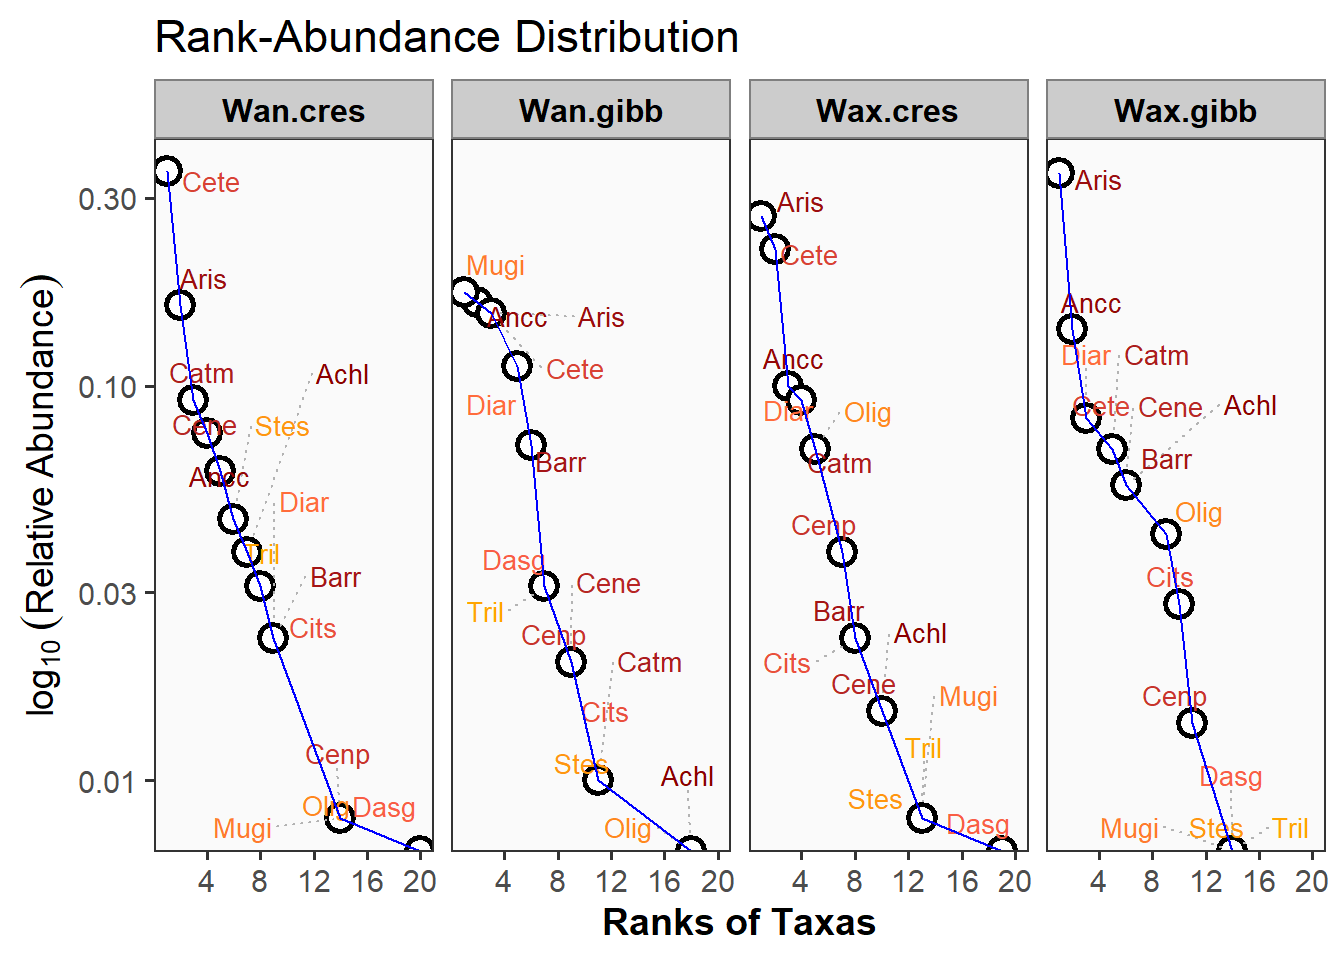 Rank-Abundance Distribution
Wan.cres Wan.gibb Wax.cres Wax.gibb
log10 (Relative Abundance)
0.30
0.10
0.03
0.01
Cete
Aris
Catm
Achl
Cene
Stes
Ancc
Diar
Tril
Barr
Cits
Cenp
Olig
Dasg
Mugi
Mugi
Ancc
Aris
Cete
Diar
Barr
Dasg
Cene
Tril
Cenp
Catm
Cits
Stes
Achl
Olig
Aris
Cete
Ancc
Diar
Olig
Catm
Cenp
Barr
Achl
Cits
Cene
Mugi
Tril
Stes
Dasg
Aris
Ancc
Diar
Catm
Cete
Cene
Achl
Barr
Olig
Cits
Cenp
Dasg
Mugi
Stes
Tril
4 8 12 16 20 4 8 12 16 20 4 8 12 16 20 4 8 12 16 20
Ranks of Taxas